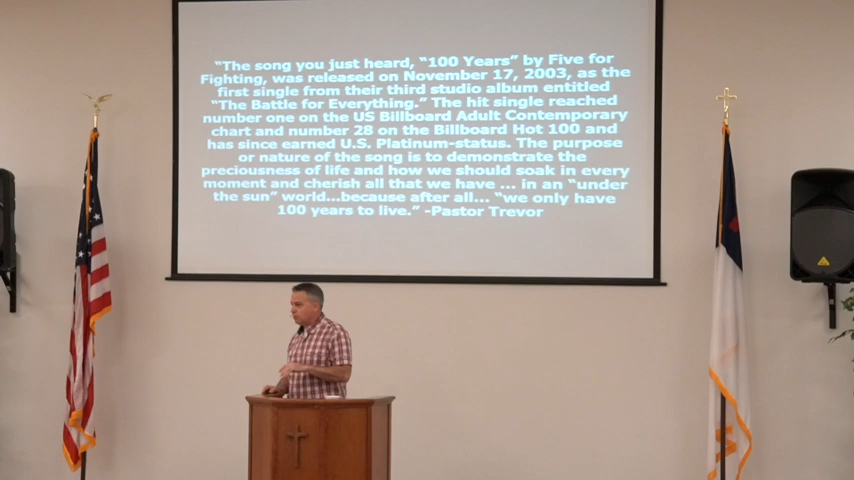 “The song you just heard, “100 Years” by Five for
Fighting, was released on November 17, 2003, as the
first single from their third studio album entitled
“The Battle for Everything.” The hit single reached
number one on the US Billboard Adult Contemporary
chart and number 28 on the Billboard Hot 100 and
has since earned U.S. Platinum-status. The purpose
or nature of the song is to demonstrate the
preciousness of life and how we should soak in every
moment and cherish all that we have ... in an “under
the sun” world...because after all... “we only have
100 years to live.” -Pastor Trevor